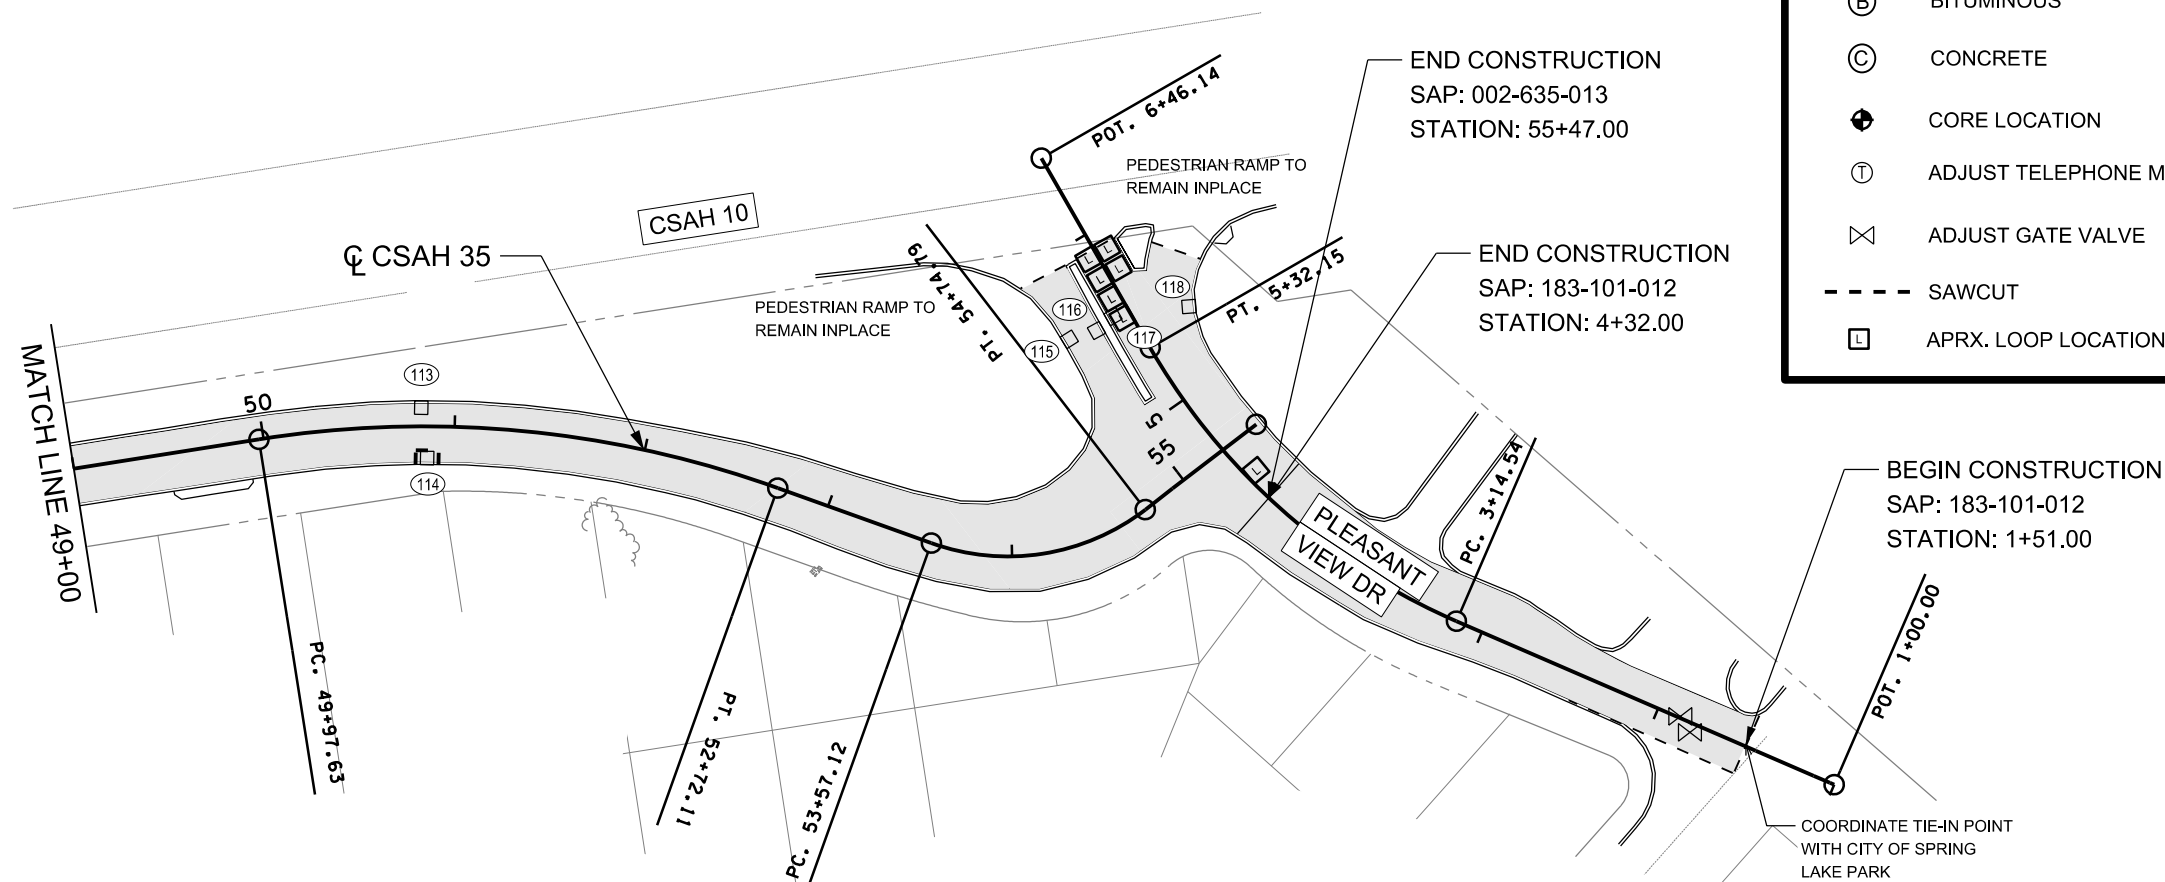 B BITUMINOUS
C CONCRETE
CORE LOCATION
T ADJUST TELEPHONE M
ADJUST GATE VALVE
SAWCUT
L APRX. LOOP LOCATION
END CONSTRUCTION
SAP: 002-635-013
STATION: 55+47.00
END CONSTRUCTION
SAP: 183-101-012
STATION: 4+32.00
BEGIN CONSTRUCTION
SAP: 183-101-012
STATION: 1+51.00
POT. 6+46.14
PEDESTRIAN RAMP TO
REMAIN INPLACE
CSAH 10
℄ CSAH 35
PT. 54+74.79
PT. 5+32.15
PEDESTRIAN RAMP TO
REMAIN INPLACE
L
L
L
L
L
L
L
118
116
117
115
113
114
MATCH LINE 49+00
50
5
55
PLEASANT
VIEW DR
PC. 3+14.54
POT. 1+00.00
PC. 49+97.63
PT. 52+72.11
PC. 53+57.12
COORDINATE TIE-IN POINT
WITH CITY OF SPRING
LAKE PARK